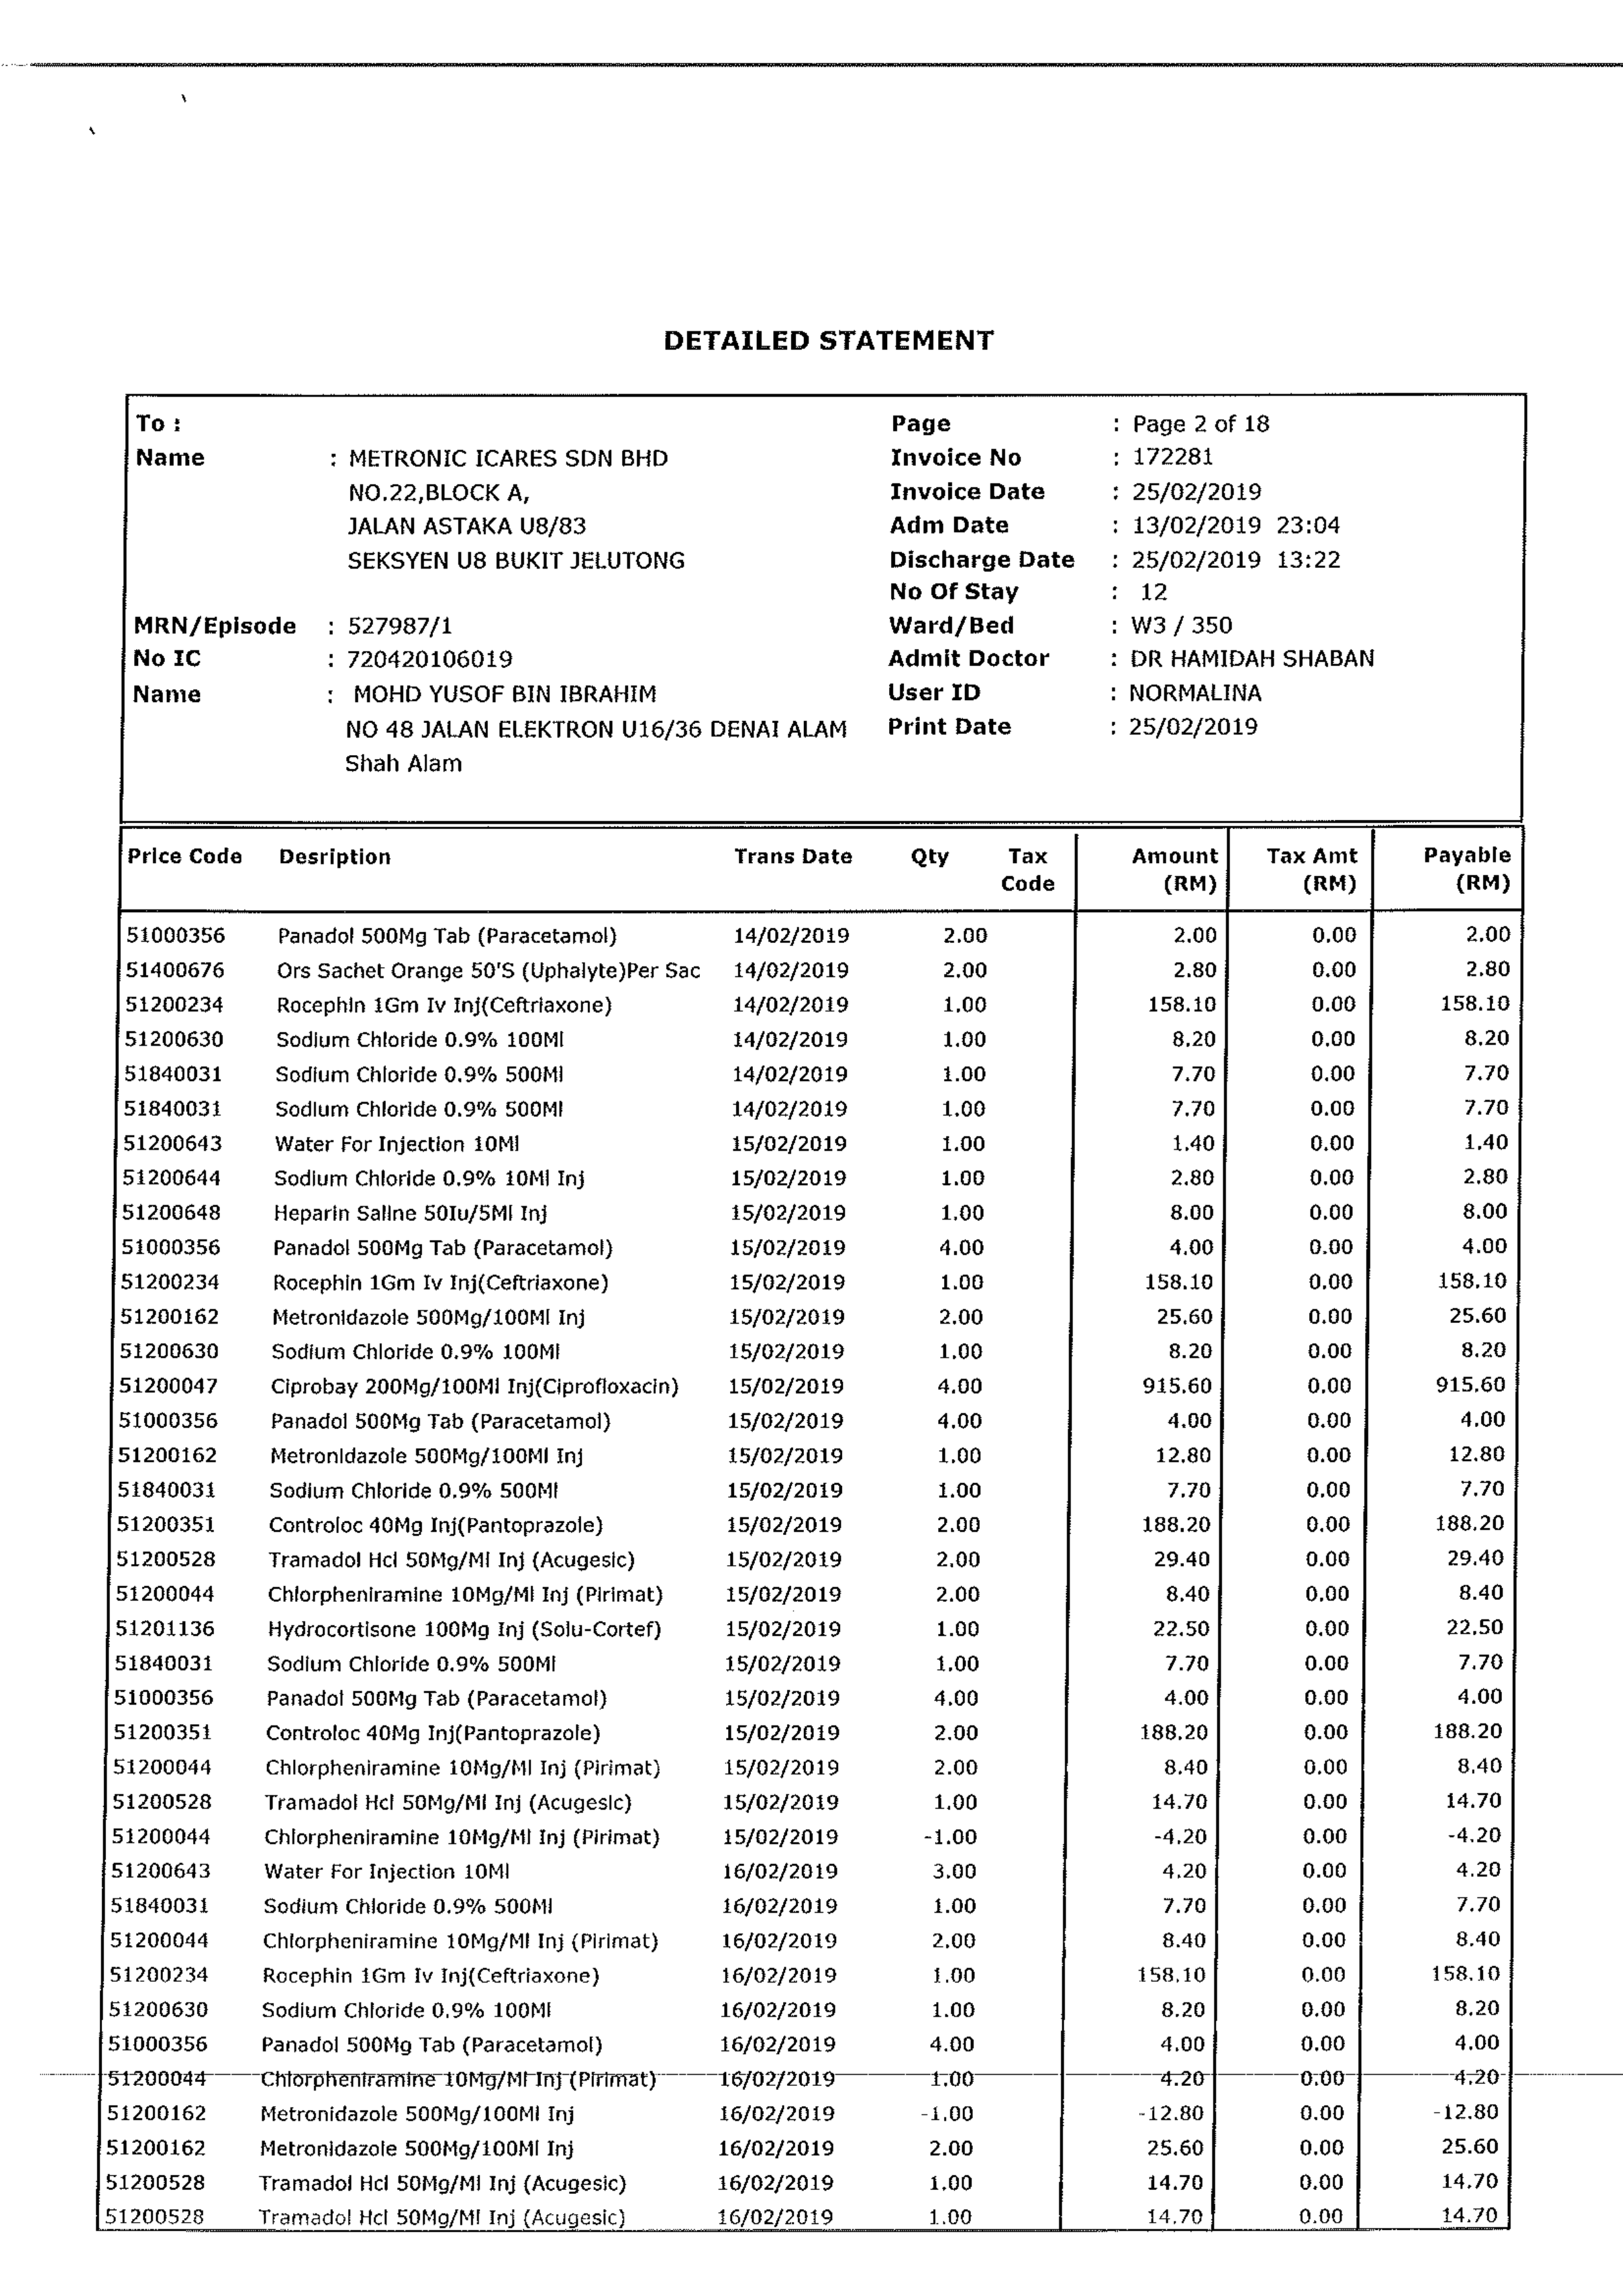 DETAILED STATEMENT
To : Page : Page 2 of 18
Name : METRONIC ICARES SDN BHD Invoice No : 172281
NO.22,BLOCK A, Invoice Date : 25/02/2019
JALAN ASTAKA U8/83 Adm Date : 13/02/2019 23:04
SEKSYEN U8 BUKIT JELUTONG Discharge Date : 25/02/2019 13:22
No Of Stay : 12
MRN/Episode : 527987/1 Ward/Bed : W3 / 350
No IC : 720420106019 Admit Doctor : DR HAMIDAH SHABAN
Name : MOHD YUSOF BIN IBRAHIM User ID : NORMALINA
NO 48 JALAN ELEKTRON U16/36 DENAI ALAM Print Date : 25/02/2019
Shah Alam
Price Code Desription Trans Date Qty Tax Amount Tax Amt Payable
Code (RM) (RM) (RM)
51000356 Panadol 500Mg Tab (Paracetamol) 14/02/2019 2.00 2.00 0.00 2.00
51400676 Ors Sachet Orange 50'S (Uphalyte)Per Sac 14/02/2019 2.00 2.80 0.00 2.80
51200234 Rocephin 1Gm Iv Inj(Ceftriaxone) 14/02/2019 1.00 158.10 0.00 158.10
51200630 Sodium Chloride 0.9% 100Ml 14/02/2019 1.00 8.20 0.00 8.20
51840031 Sodium Chloride 0.9% 500Ml 14/02/2019 1.00 7.70 0.00 7.70
51840031 Sodium Chloride 0.9% 500Ml 14/02/2019 1.00 7.70 0.00 7.70
51200643 Water For Injection 10Ml 15/02/2019 1.00 1.40 0.00 1.40
51200644 Sodium Chloride 0.9% 10Ml Inj 15/02/2019 1.00 2.80 0.00 2.80
51200648 Heparin Saline 50Iu/5Ml Inj 15/02/2019 1.00 8.00 0.00 8.00
51000356 Panadol 500Mg Tab (Paracetamol) 15/02/2019 4.00 4.00 0.00 4.00
51200234 Rocephin 1Gm Iv Inj(Ceftriaxone) 15/02/2019 1.00 158.10 0.00 158.10
51200162 Metronidazole 500Mg/100Ml Inj 15/02/2019 2.00 25.60 0.00 25.60
51200630 Sodium Chloride 0.9% 100Ml 15/02/2019 1.00 8.20 0.00 8.20
51200047 Ciprobay 200Mg/100Ml Inj(Ciprofloxacin) 15/02/2019 4.00 915.60 0.00 915.60
51000356 Panadol 500Mg Tab (Paracetamol) 15/02/2019 4.00 4.00 0.00 4.00
51200162 Metronidazole 500Mg/100Ml Inj 15/02/2019 1.00 12.80 0.00 12.80
51840031 Sodium Chloride 0.9% 500Ml 15/02/2019 1.00 7.70 0.00 7.70
51200351 Controloc 40Mg Inj(Pantoprazole) 15/02/2019 2.00 188.20 0.00 188.20
51200528 Tramadol Hcl 50Mg/Ml Inj (Acugesic) 15/02/2019 2.00 29.40 0.00 29.40
51200044 Chlorpheniramine 10Mg/Ml Inj (Pirimat) 15/02/2019 2.00 8.40 0.00 8.40
51201136 Hydrocortisone 100Mg Inj (Solu-Cortef) 15/02/2019 1.00 22.50 0.00 22.50
51840031 Sodium Chloride 0.9% 500Ml 15/02/2019 1.00 7.70 0.00 7.70
51000356 Panadol 500Mg Tab (Paracetamol) 15/02/2019 4.00 4.00 0.00 4.00
51200351 Controloc 40Mg Inj(Pantoprazole) 15/02/2019 2.00 188.20 0.00 188.20
51200044 Chlorpheniramine 10Mg/Ml Inj (Pirimat) 15/02/2019 2.00 8.40 0.00 8.40
51200528 Tramadol Hcl 50Mg/Ml Inj (Acugesic) 15/02/2019 1.00 14.70 0.00 14.70
51200044 Chlorpheniramine 10Mg/Ml Inj (Pirimat) 15/02/2019 -1.00 -4.20 0.00 -4.20
51200643 Water For Injection 10Ml 16/02/2019 3.00 4.20 0.00 4.20
51840031 Sodium Chloride 0.9% 500Ml 16/02/2019 1.00 7.70 0.00 7.70
51200044 Chlorpheniramine 10Mg/Ml Inj (Pirimat) 16/02/2019 2.00 8.40 0.00 8.40
51200234 Rocephin 1Gm Iv Inj(Ceftriaxone) 16/02/2019 1.00 158.10 0.00 158.10
51200630 Sodium Chloride 0.9% 100Ml 16/02/2019 1.00 8.20 0.00 8.20
51000356 Panadol 500Mg Tab (Paracetamol) 16/02/2019 4.00 4.00 0.00 4.00
51200044 Chlorpheniramine 10Mg/Ml Inj (Pirimat) 16/02/2019 1.00 4.20 0.00 4.20
51200162 Metronidazole 500Mg/100Ml Inj 16/02/2019 -1.00 -12.80 0.00 -12.80
51200162 Metronidazole 500Mg/100Ml Inj 16/02/2019 2.00 25.60 0.00 25.60
51200528 Tramadol Hcl 50Mg/Ml Inj (Acugesic) 16/02/2019 1.00 14.70 0.00 14.70
51200528 Tramadol Hcl 50Mg/Ml Inj (Acugesic) 16/02/2019 1.00 14.70 0.00 14.70